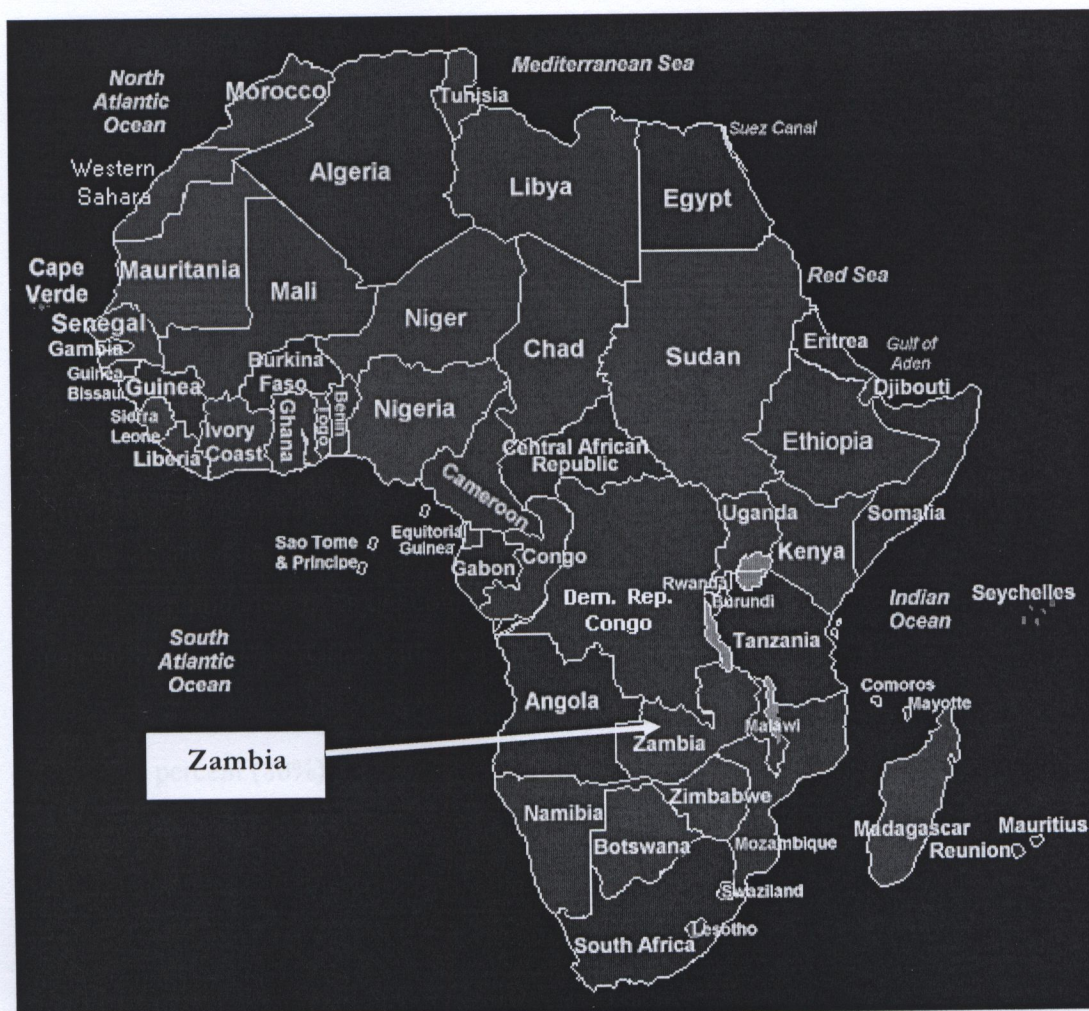 North
Atlantic
Ocean
Mediterranean Sea
Morocco
Tunisia
Suez Canal
Western
Sahara
Algeria
Libya
Egypt
Cape
Verde
Mauritania
Mali
Niger
Chad
Sudan
Red Sea
Senegal
Gambia
Guinea
Bissau
Guinea
Burkina
Faso
Eritrea
Gulf of
Aden
Djibouti
Sierra
Leone
Liberia
Ivory
Coast
Ghana
Togo
Benin
Nigeria
Cameroon
Central African
Republic
Ethiopia
Somalia
Sao Tome
& Principe
Equitoria
Guinea
Gabon
Congo
Uganda
Kenya
Rwanda
Burundi
Dem. Rep.
Congo
Tanzania
Indian
Ocean
Seychelles
South
Atlantic
Ocean
Angola
Zambia
Zambia
Malawi
Comoros
Mayotte
Namibia
Botswana
Zimbabwe
Mozambique
Madagascar
Reunion
Mauritius
Swaziland
Lesotho
South Africa